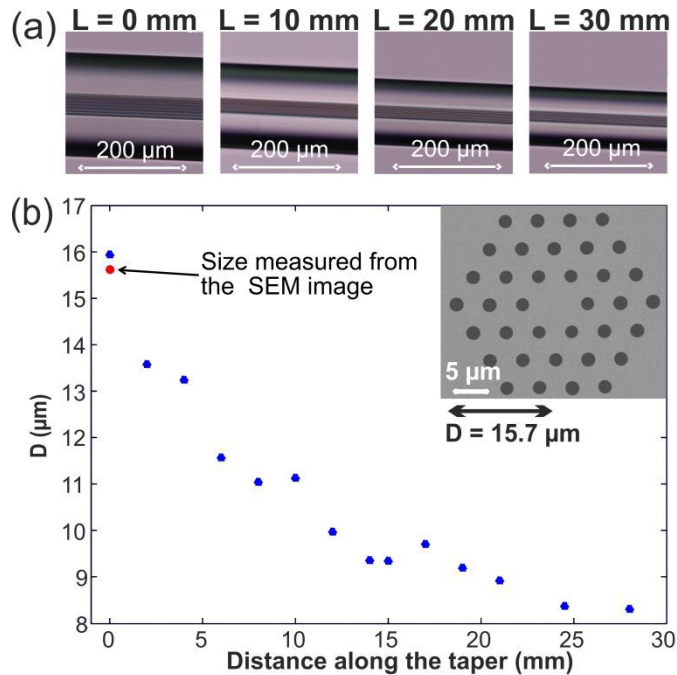 (a) L = 0 mm L = 10 mm L = 20 mm L = 30 mm
200 µm 200 µm 200 µm 200 µm
(b)
17
16
15
14
13
12
11
10
9
8
D (µm)
Size measured from
the SEM image
5 µm
D = 15.7 µm
0 5 10 15 20 25 30
Distance along the taper (mm)